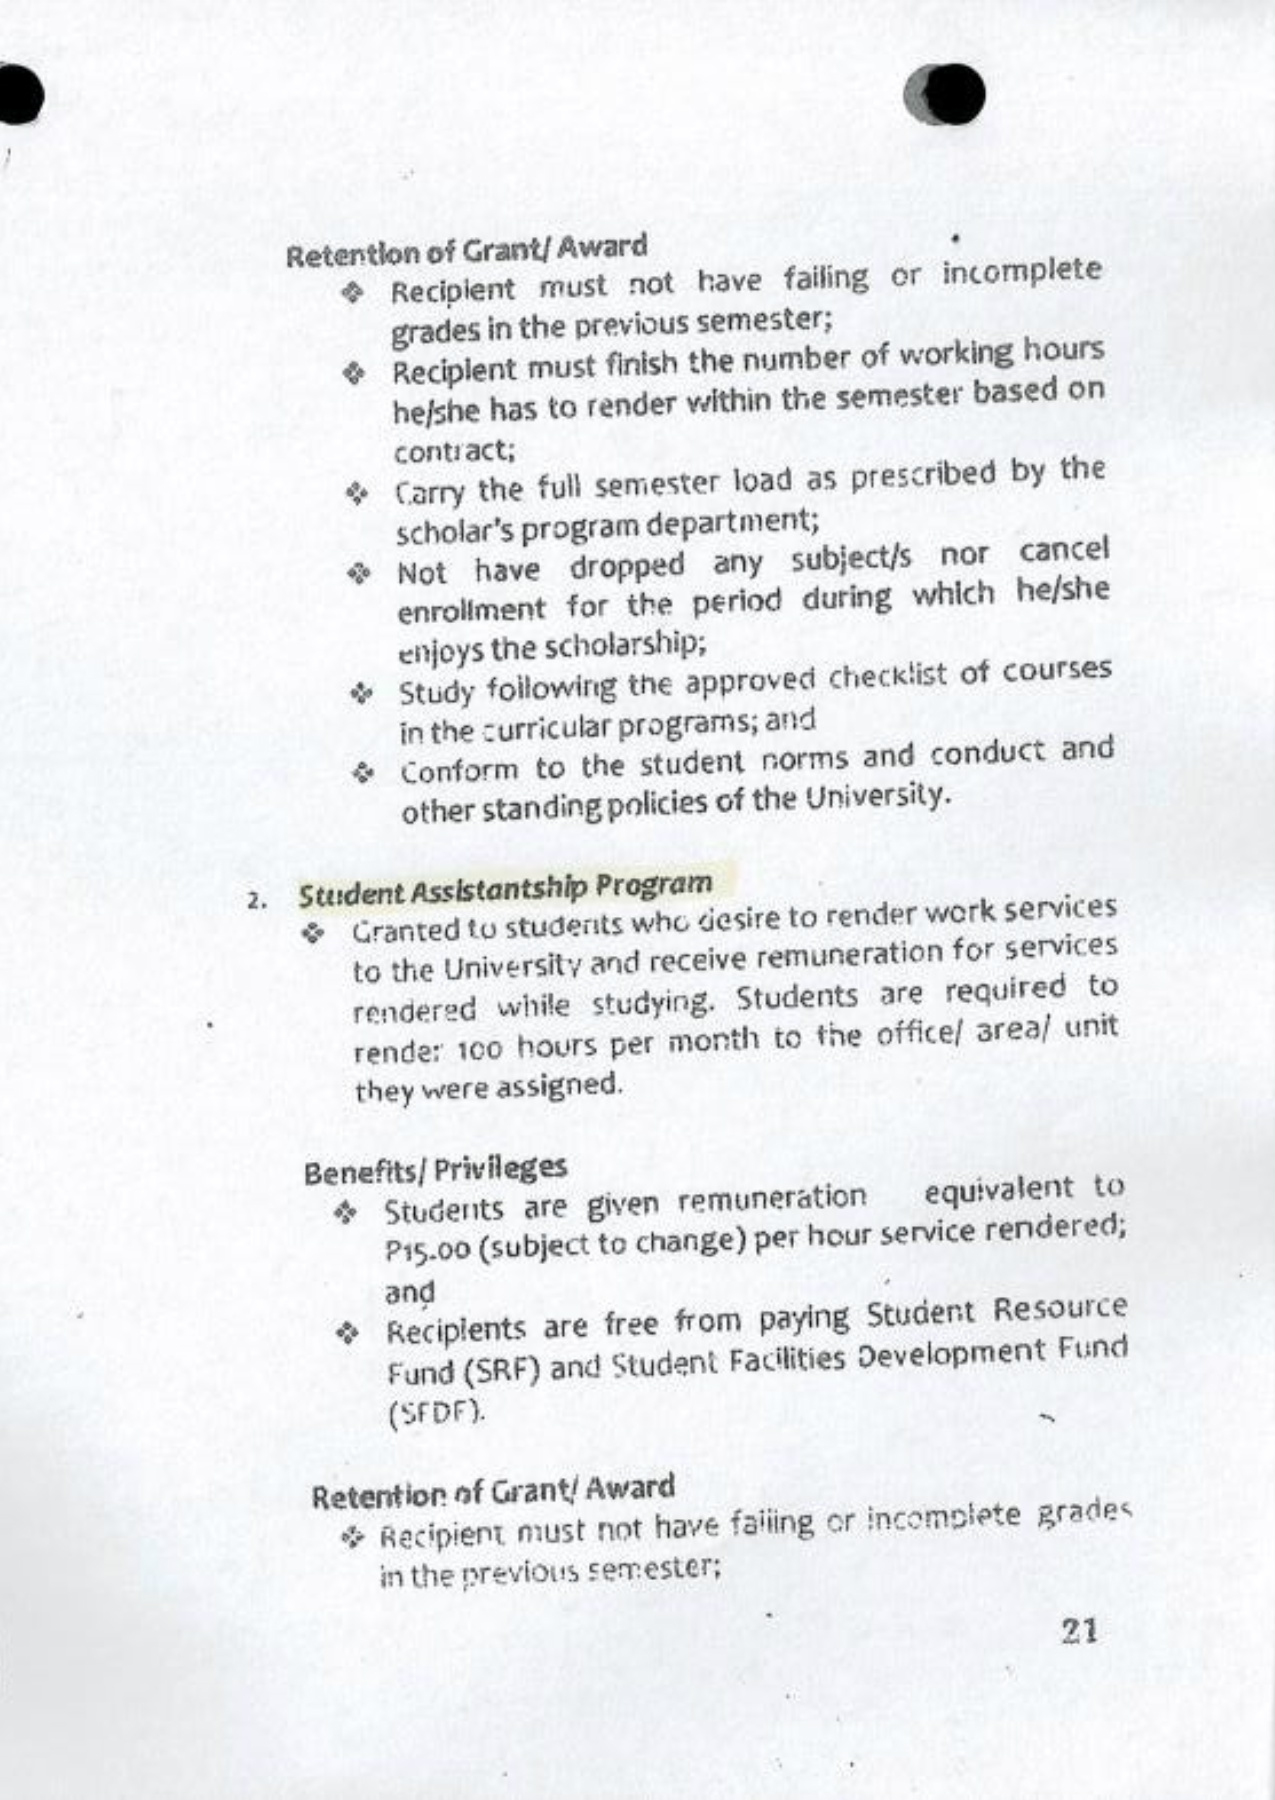 Retention of Grant/ Award
❖ Recipient must not have failing or incomplete
grades in the previous semester;
❖ Recipient must finish the number of working hours
he/she has to render within the semester based on
contract;
❖ Carry the full semester load as prescribed by the
scholar's program department;
❖ Not have dropped any subject/s nor cancel
enrollment for the period during which he/she
enjoys the scholarship;
❖ Study following the approved checklist of courses
in the curricular programs; and
❖ Conform to the student norms and conduct and
other standing policies of the University.
2. Student Assistantship Program
❖ Granted to students who desire to render work services
to the University and receive remuneration for services
rendered while studying. Students are required to
render 100 hours per month to the office/ area/ unit
they were assigned.
Benefits/ Privileges
❖ Students are given remuneration equivalent to
P15.00 (subject to change) per hour service rendered;
and
❖ Recipients are free from paying Student Resource
Fund (SRF) and Student Facilities Development Fund
(SFDF).
Retention of Grant/ Award
❖ Recipient must not have failing or incomplete grades
in the previous semester;
21